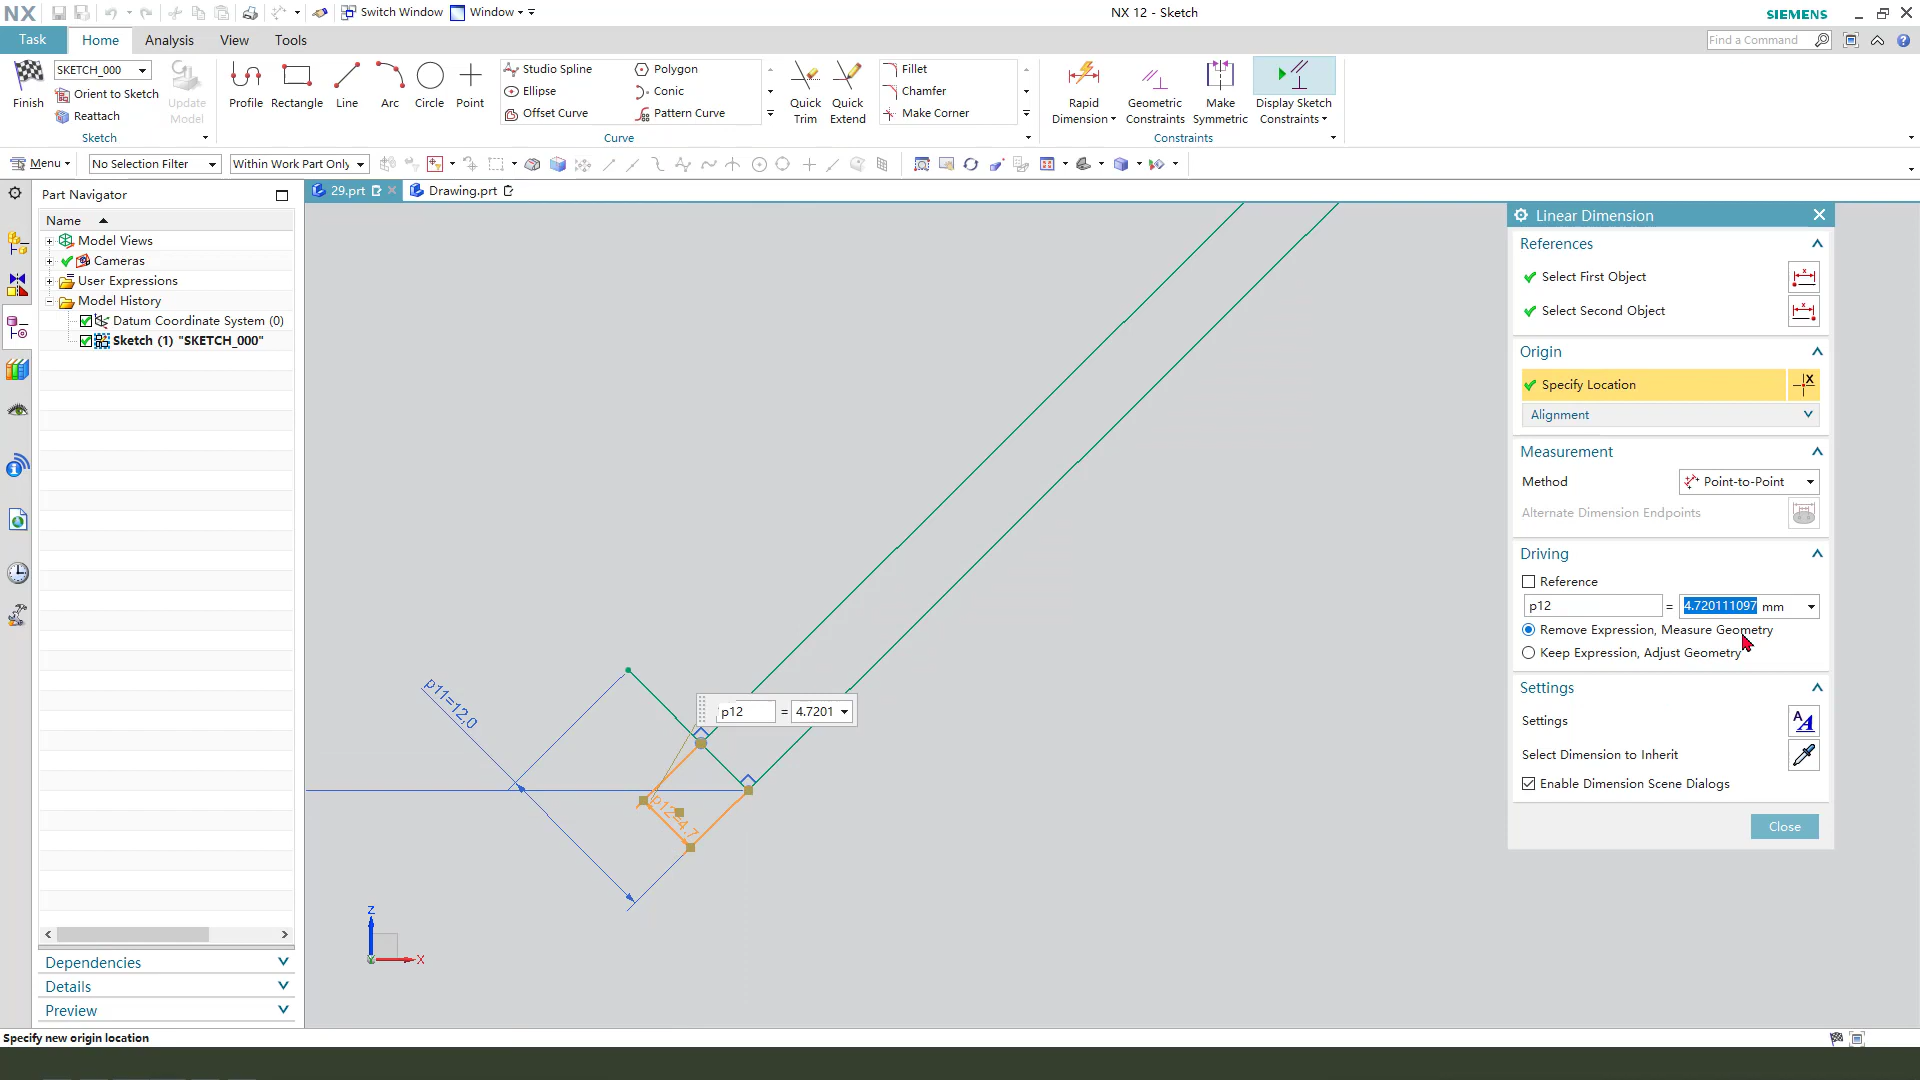 NX
Switch Window
Window
NX 12 - Sketch
SIEMENS
Task
Home
Analysis
View
Tools
Find a Command
SKETCH_000
Orient to Sketch
Reattach
Finish
Update Model
Sketch
Profile
Rectangle
Line
Arc
Circle
Point
Studio Spline
Ellipse
Offset Curve
Polygon
Conic
Pattern Curve
Curve
Quick Trim
Quick Extend
Fillet
Chamfer
Make Corner
Rapid Dimension
Geometric Constraints
Make Symmetric
Display Sketch Constraints
Constraints
Menu
No Selection Filter
Within Work Part Only
Part Navigator
29.prt
Drawing.prt
Name
Model Views
Cameras
User Expressions
Model History
Datum Coordinate System (0)
Sketch (1) "SKETCH_000"
Dependencies
Details
Preview
p11=12,0
p12 = 4.7201
p12=4,7
Z
X
Y
Linear Dimension
References
Select First Object
Select Second Object
Origin
Specify Location
Alignment
Measurement
Method
Point-to-Point
Alternate Dimension Endpoints
Driving
Reference
p12 = 4.720111097 mm
Remove Expression, Measure Geometry
Keep Expression, Adjust Geometry
Settings
Settings
Select Dimension to Inherit
Enable Dimension Scene Dialogs
Close
Specify new origin location